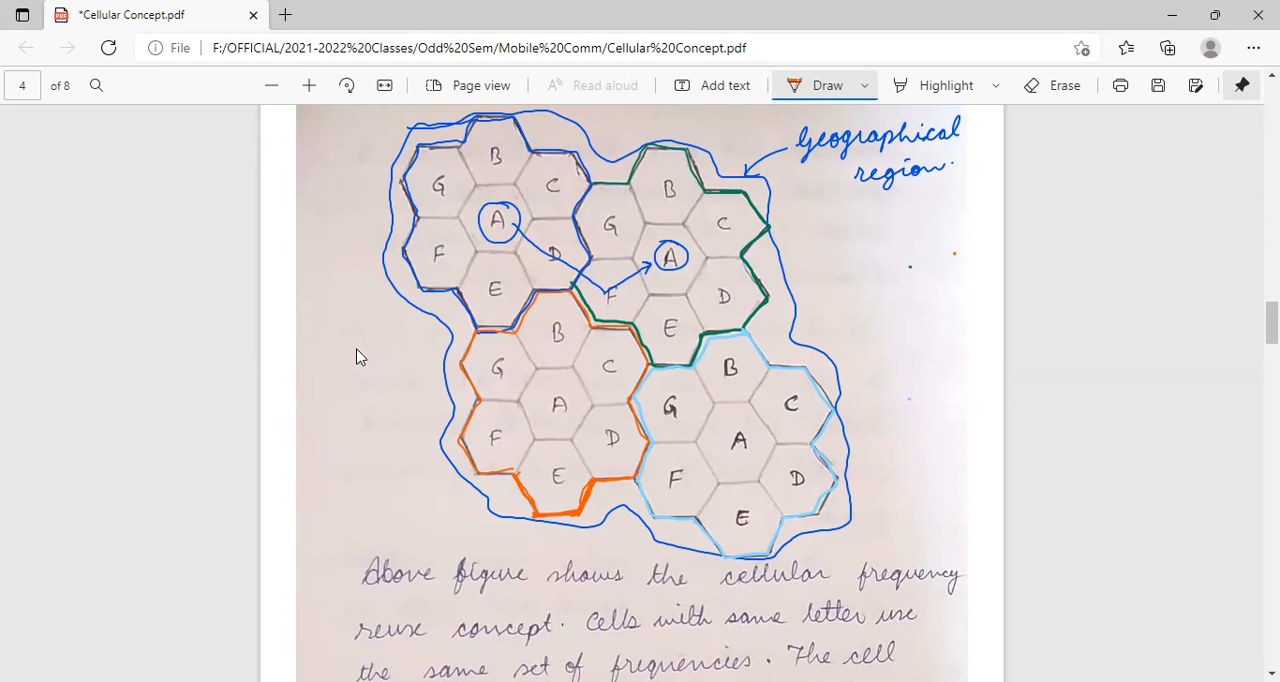 *Cellular Concept.pdf
File F:/OFFICIAL/2021-2022%20Classes/Odd%20Sem/Mobile%20Comm/Cellular%20Concept.pdf
4 of 8 Page view Read aloud Add text Draw Highlight Erase
Geographical
region.
B
G C
A
F D
E
B
G C
A
F D
E
B
G C
A
F D
E
B
G C
A
F D
E
Above figure shows the cellular frequency
reuse concept. Cells with same letter use
the same set of frequencies. The cell